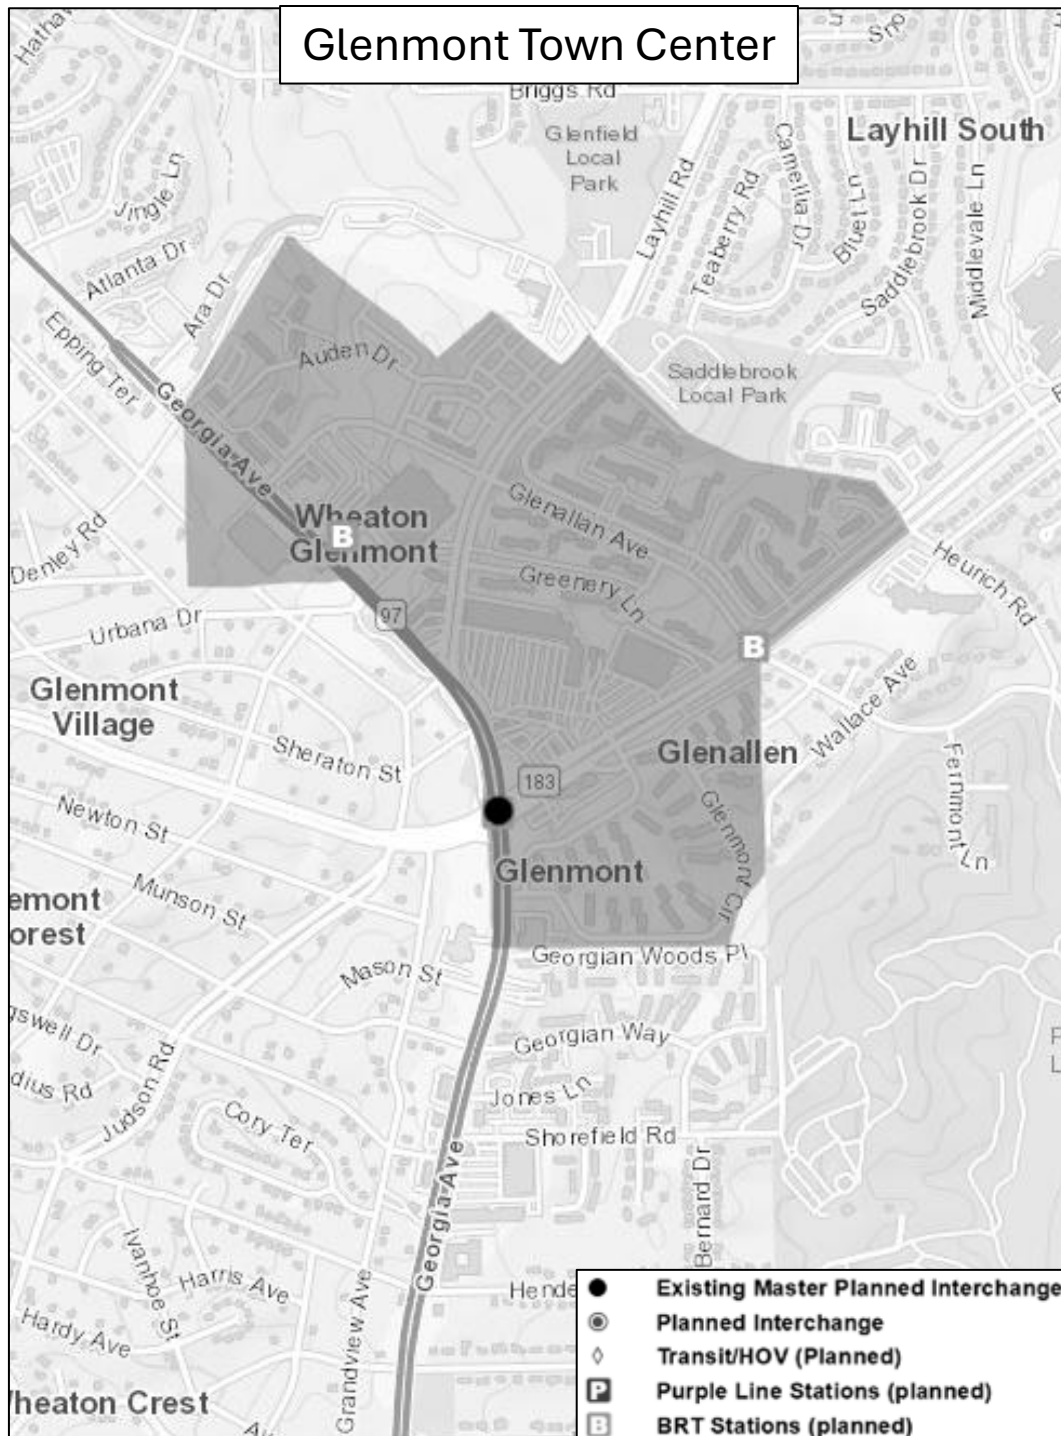 Glenmont Town Center
Briggs Rd
Glenfield
Local
Park
Layhill South
Layhill Rd
Teaberry Rd
Camellia Dr
Saddlebrook Dr
Middlevale Ln
Jingle Ln
Atlanta Dr
Ara Dr
Epping Ter
Auden Dr
Saddlebrook
Local Park
Georgia Ave
Glenallan Ave
Wheaton
Glenmont
B
Denley Rd
Greenery Ln
Heurich Rd
Urbana Dr
97
B
Glenmont
Village
Sheraton St
Glenallen
Wallace Ave
183
Newton St
Glenmont Cir
Fernmont Ln
Munson St
Glenmont
emont
orest
Mason St
Georgian Woods Pl
Georgian Way
Judson Rd
Jones Ln
Cory Ter
Shorefield Rd
Georgia Ave
Bernard Dr
Ivanhoe St
Harris Ave
Hardy Ave
Grandview Ave
Hende
Existing Master Planned Interchange
Planned Interchange
Transit/HOV (Planned)
P Purple Line Stations (planned)
B BRT Stations (planned)
heaton Crest